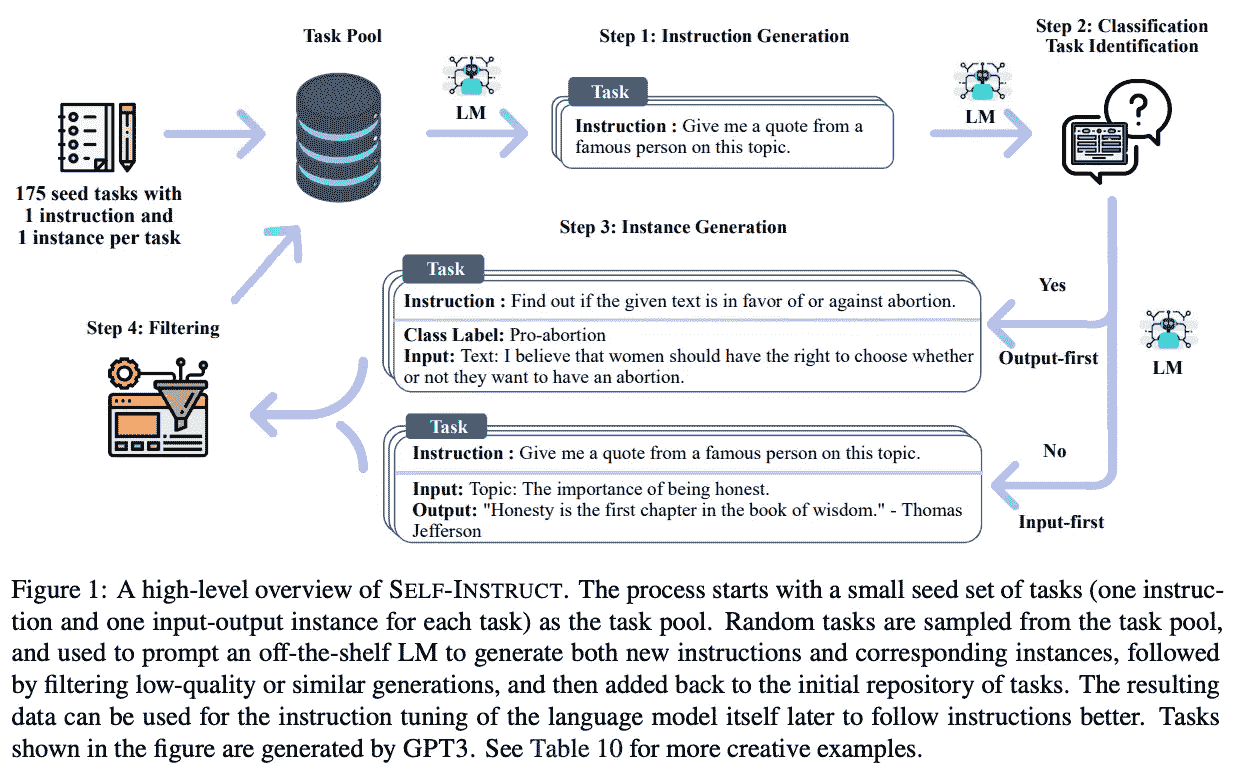 Task Pool
Step 1: Instruction Generation
Step 2: Classification
Task Identification
LM
LM
Task
Instruction : Give me a quote from a
famous person on this topic.
175 seed tasks with
1 instruction and
1 instance per task
Step 3: Instance Generation
Task
Instruction : Find out if the given text is in favor of or against abortion.
Class Label: Pro-abortion
Input: Text: I believe that women should have the right to choose whether
or not they want to have an abortion.
Yes
Output-first
LM
Step 4: Filtering
Task
Instruction : Give me a quote from a famous person on this topic.
Input: Topic: The importance of being honest.
Output: "Honesty is the first chapter in the book of wisdom." - Thomas
Jefferson
No
Input-first
Figure 1: A high-level overview of SELF-INSTRUCT. The process starts with a small seed set of tasks (one instruc-
tion and one input-output instance for each task) as the task pool. Random tasks are sampled from the task pool,
and used to prompt an off-the-shelf LM to generate both new instructions and corresponding instances, followed
by filtering low-quality or similar generations, and then added back to the initial repository of tasks. The resulting
data can be used for the instruction tuning of the language model itself later to follow instructions better. Tasks
shown in the figure are generated by GPT3. See Table 10 for more creative examples.